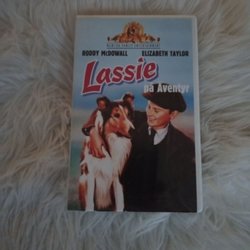 RODDY McDOWALL ELIZABETH TAYLOR
Lassie
på Äventyr